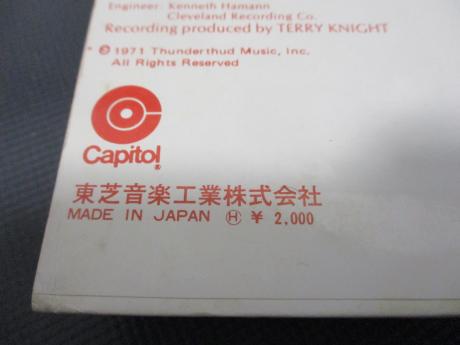 Engineer: Kenneth Hamann
Cleveland Recording Co.
Recording produced by TERRY KNIGHT
℗ 1971 Thunderthud Music, Inc.
All Rights Reserved
Capitol®
東芝音楽工業株式会社
MADE IN JAPAN Ⓗ ¥ 2,000